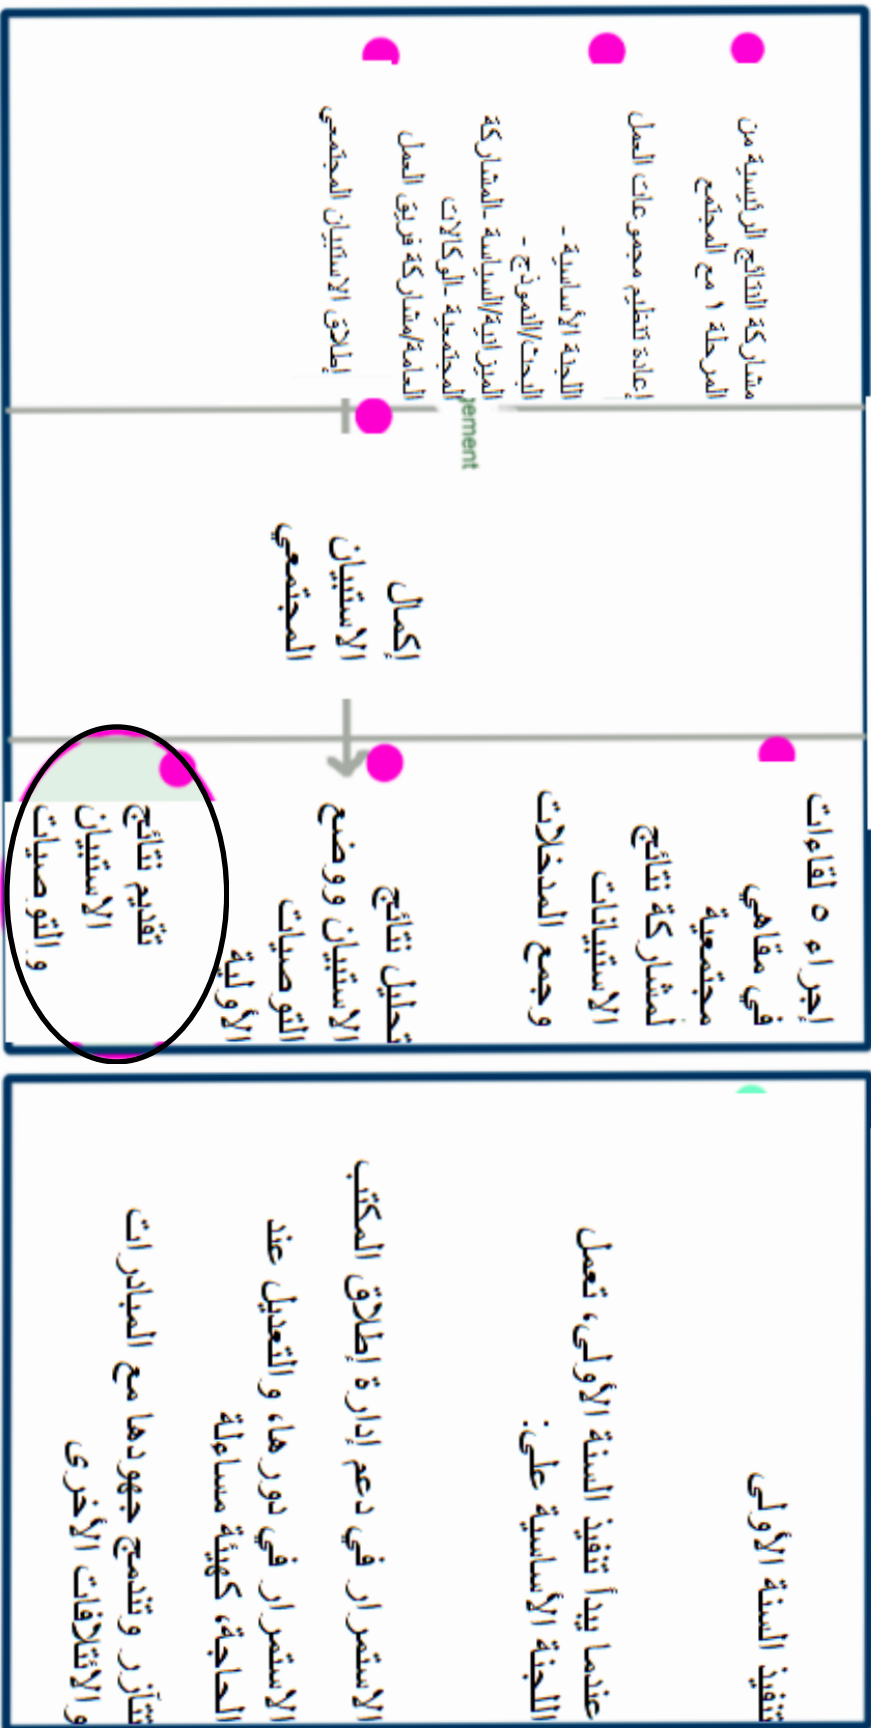 مشاركة النتائج الرئيسية من
المرحلة ١ مع المجتمع
إعادة تنظيم مجموعات العمل
اللجنة الأساسية -
البحث/النموذج -
الميزانية/السياسة -المشاركة
المجتمعية -الوكالات
العامة/مشاركة فريق العمل
إطلاق الاستبيان المجتمعي
gement
إكمال
الاستبيان
المجتمعي
إجراء ٥ لقاءات
في مقاهي
مجتمعية
لمشاركة نتائج
الاستبيانات
وجمع المدخلات
تحليل نتائج
الاستبيان ووضع
التوصيات
الأولية
تقديم نتائج
الاستبيان
والتوصيات
تنفيذ السنة الأولى
عندما يبدأ تنفيذ السنة الأولى، تعمل
اللجنة الأساسية على:
الاستمرار في دعم إدارة إطلاق المكتب
الاستمرار في دورها، والتعديل عند
الحاجة، كهيئة مساءلة
تتآزر وتندمج جهودها مع المبادرات
والائتلافات الأخرى